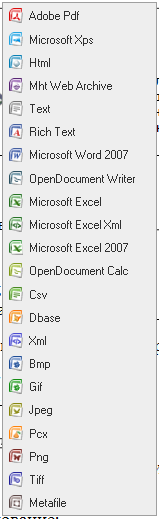 Adobe Pdf
Microsoft Xps
Html
Mht Web Archive
Text
Rich Text
Microsoft Word 2007
OpenDocument Writer
Microsoft Excel
Microsoft Excel Xml
Microsoft Excel 2007
OpenDocument Calc
Csv
Dbase
Xml
Bmp
Gif
Jpeg
Pcx
Png
Tiff
Metafile